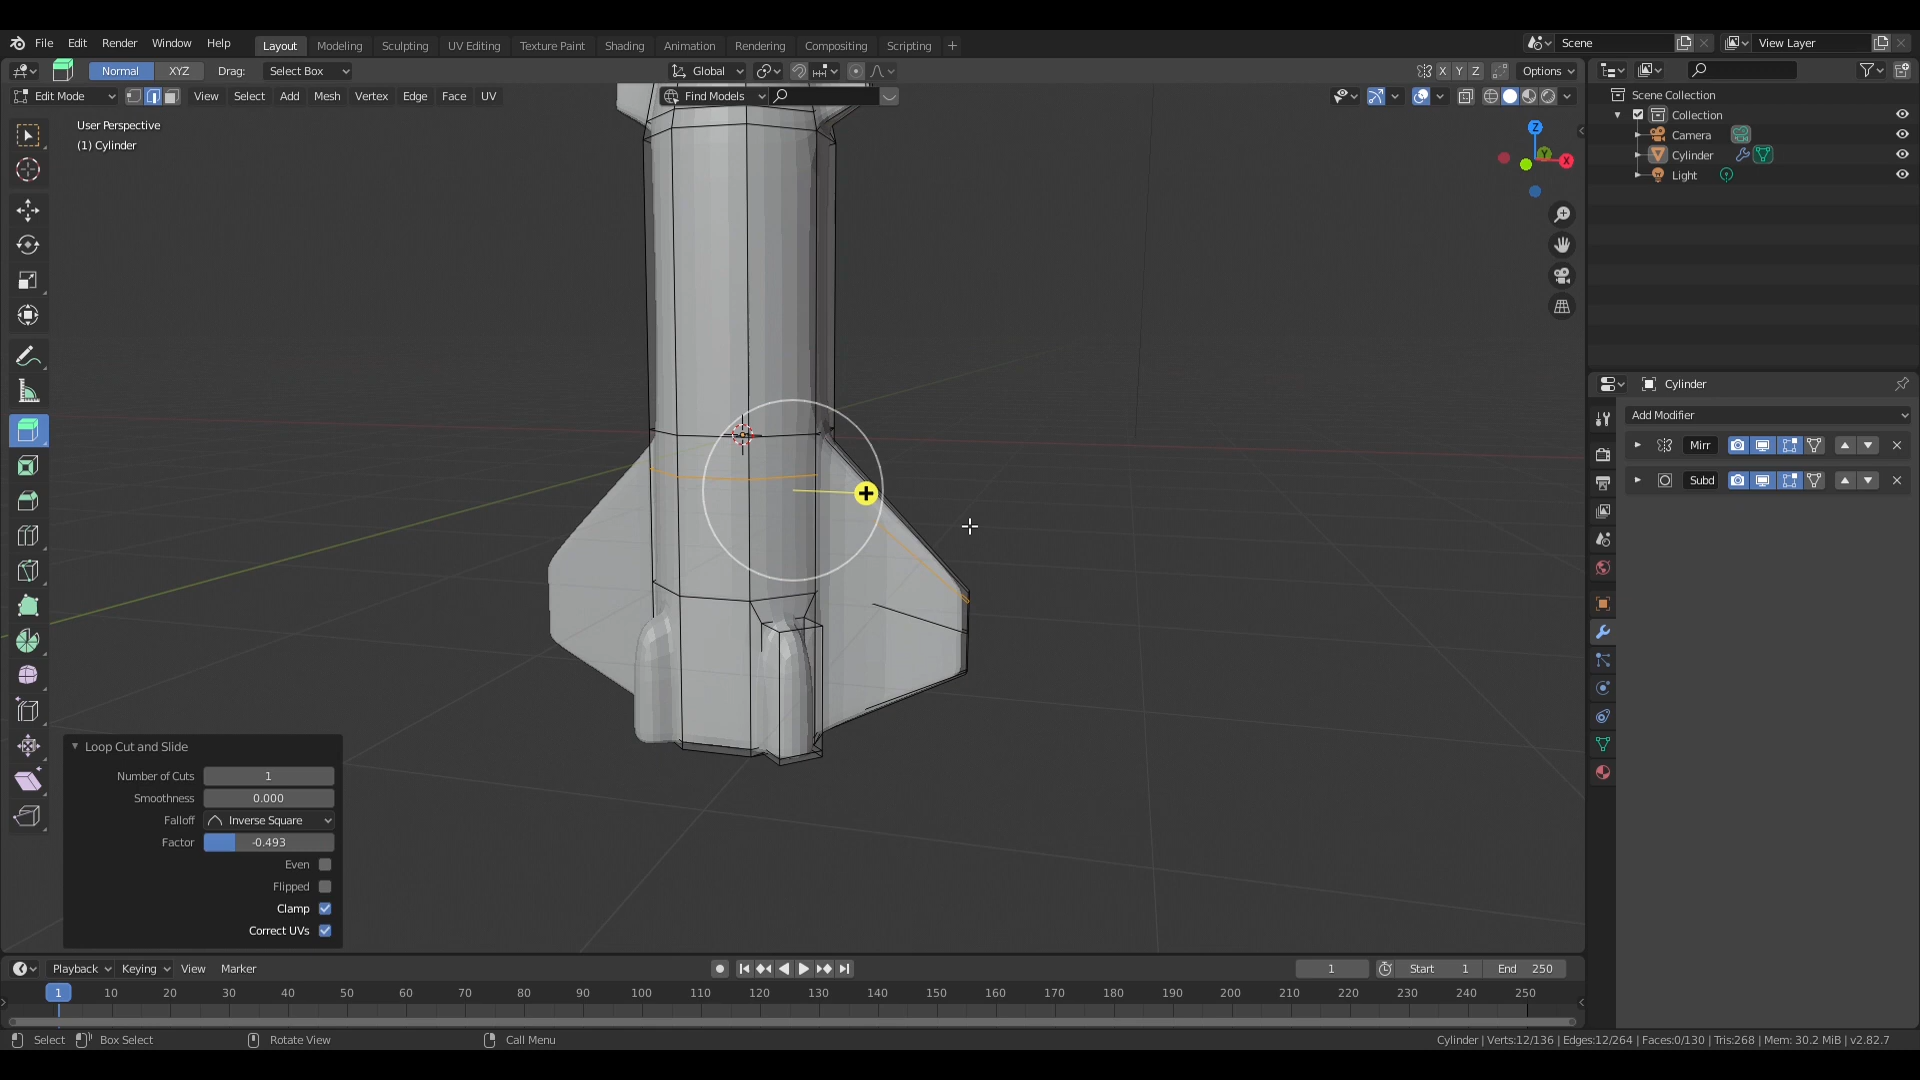 File Edit Render Window Help
Layout Modeling Sculpting UV Editing Texture Paint Shading Animation Rendering Compositing Scripting +
Scene
View Layer
Normal XYZ Drag: Select Box
Global
X Y Z Options
Edit Mode View Select Add Mesh Vertex Edge Face UV
Find Models
User Perspective
(1) Cylinder
Z
Y
X
Scene Collection
Collection
Camera
Cylinder
Light
Cylinder
Add Modifier
Mirr
Subd
Loop Cut and Slide
Number of Cuts 1
Smoothness 0.000
Falloff Inverse Square
Factor -0.493
Even
Flipped
Clamp
Correct UVs
Playback Keying View Marker
1 Start 1 End 250
1 10 20 30 40 50 60 70 80 90 100 110 120 130 140 150 160 170 180 190 200 210 220 230 240 250
Select Box Select Rotate View Call Menu
Cylinder | Verts:12/136 | Edges:12/264 | Faces:0/130 | Tris:268 | Mem: 30.2 MiB | v2.82.7